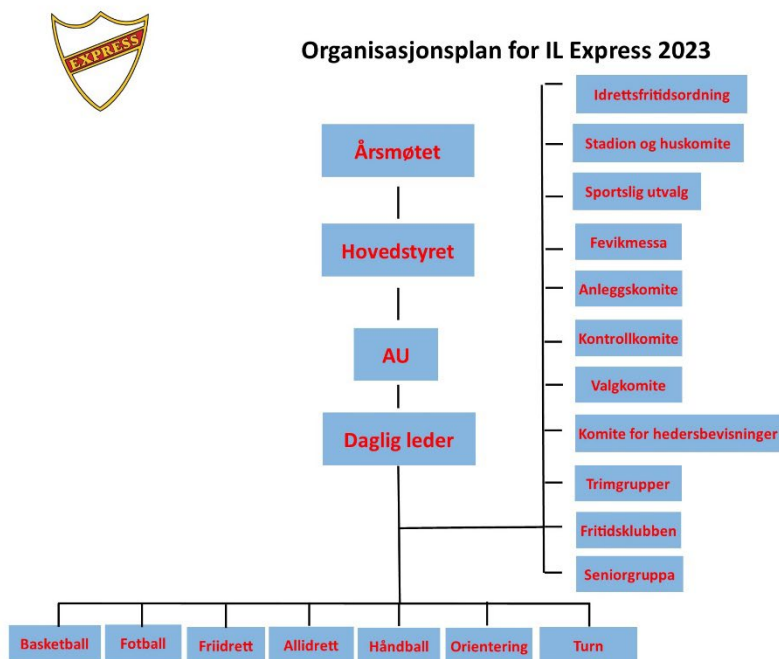 EXPRESS
Organisasjonsplan for IL Express 2023
Årsmøtet
Hovedstyret
AU
Daglig leder
Idrettsfritidsordning
Stadion og huskomite
Sportslig utvalg
Fevikmessa
Anleggskomite
Kontrollkomite
Valgkomite
Komite for hedersbevisninger
Trimgrupper
Fritidsklubben
Seniorgruppa
Basketball
Fotball
Friidrett
Allidrett
Håndball
Orientering
Turn